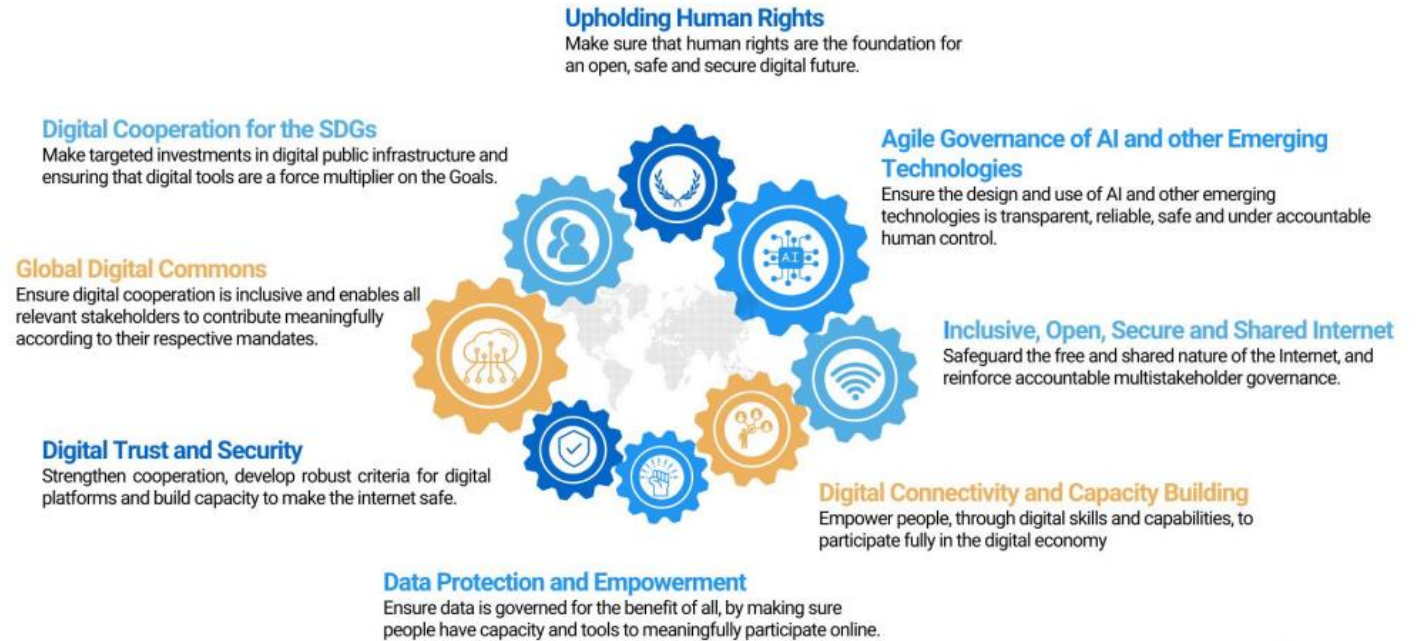 Upholding Human Rights
Make sure that human rights are the foundation for
an open, safe and secure digital future.
Digital Cooperation for the SDGs
Make targeted investments in digital public infrastructure and
ensuring that digital tools are a force multiplier on the Goals.
Agile Governance of AI and other Emerging
Technologies
Ensure the design and use of AI and other emerging
technologies is transparent, reliable, safe and under accountable
human control.
A.I
Global Digital Commons
Ensure digital cooperation is inclusive and enables all
relevant stakeholders to contribute meaningfully
according to their respective mandates.
Inclusive, Open, Secure and Shared Internet
Safeguard the free and shared nature of the Internet, and
reinforce accountable multistakeholder governance.
Digital Trust and Security
Strengthen cooperation, develop robust criteria for digital
platforms and build capacity to make the internet safe.
Digital Connectivity and Capacity Building
Empower people, through digital skills and capabilities, to
participate fully in the digital economy
Data Protection and Empowerment
Ensure data is governed for the benefit of all, by making sure
people have capacity and tools to meaningfully participate online.